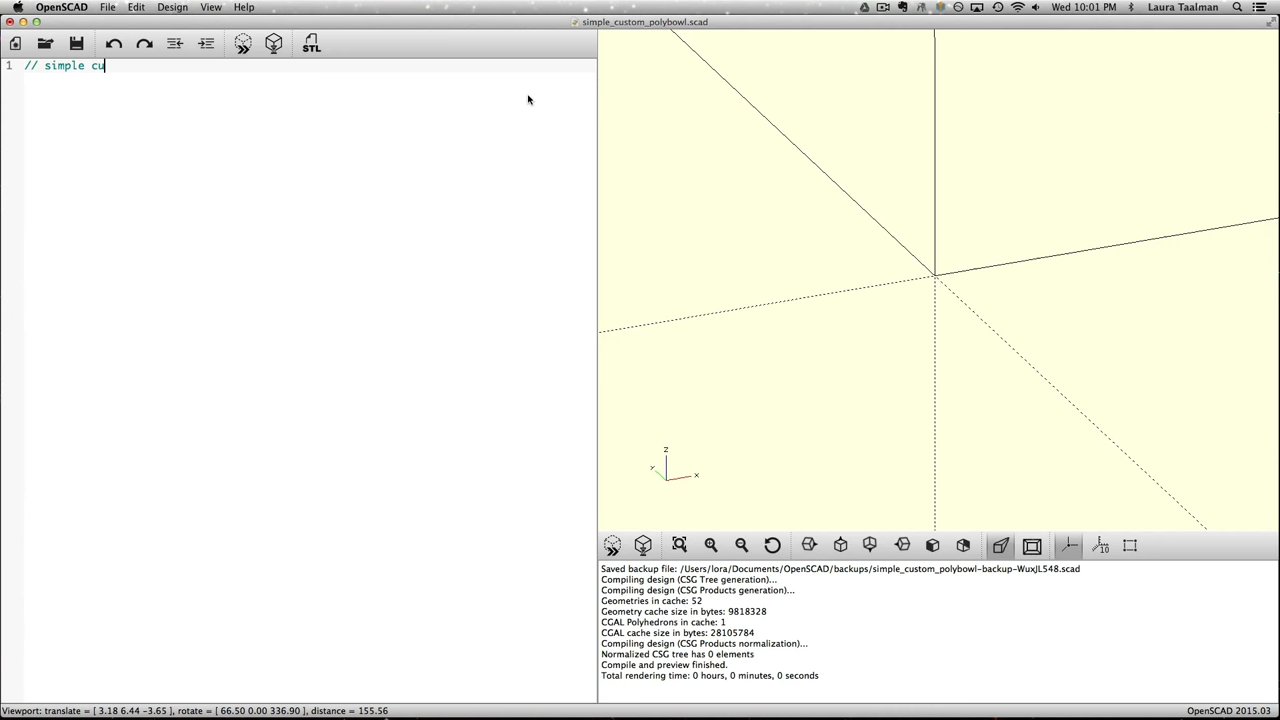 OpenSCAD File Edit Design View Help
Wed 10:01 PM Laura Taalman
simple_custom_polybowl.scad
STL
1 // simple cu
Z
Y
X
10
Saved backup file: /Users/lora/Documents/OpenSCAD/backups/simple_custom_polybowl-backup-WuxJL548.scad
Compiling design (CSG Tree generation)...
Compiling design (CSG Products generation)...
Geometries in cache: 52
Geometry cache size in bytes: 9818328
CGAL Polyhedrons in cache: 1
CGAL cache size in bytes: 28105784
Compiling design (CSG Products normalization)...
Normalized CSG tree has 0 elements
Compile and preview finished.
Total rendering time: 0 hours, 0 minutes, 0 seconds
Viewport: translate = [ 3.18 6.44 -3.65 ], rotate = [ 66.50 0.00 336.90 ], distance = 155.56
OpenSCAD 2015.03